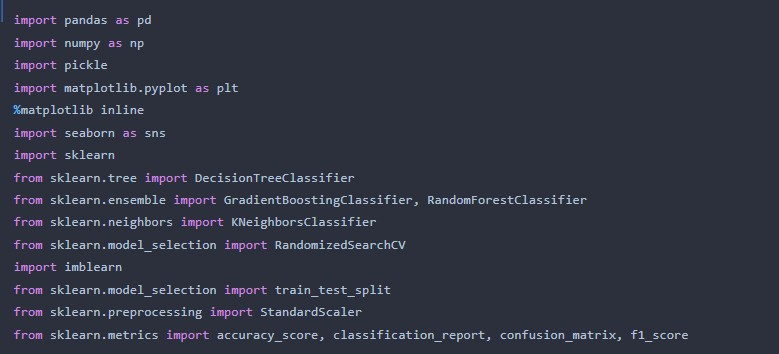 import pandas as pd
import numpy as np
import pickle
import matplotlib.pyplot as plt
%matplotlib inline
import seaborn as sns
import sklearn
from sklearn.tree import DecisionTreeClassifier
from sklearn.ensemble import GradientBoostingClassifier, RandomForestClassifier
from sklearn.neighbors import KNeighborsClassifier
from sklearn.model_selection import RandomizedSearchCV
import imblearn
from sklearn.model_selection import train_test_split
from sklearn.preprocessing import StandardScaler
from sklearn.metrics import accuracy_score, classification_report, confusion_matrix, f1_score